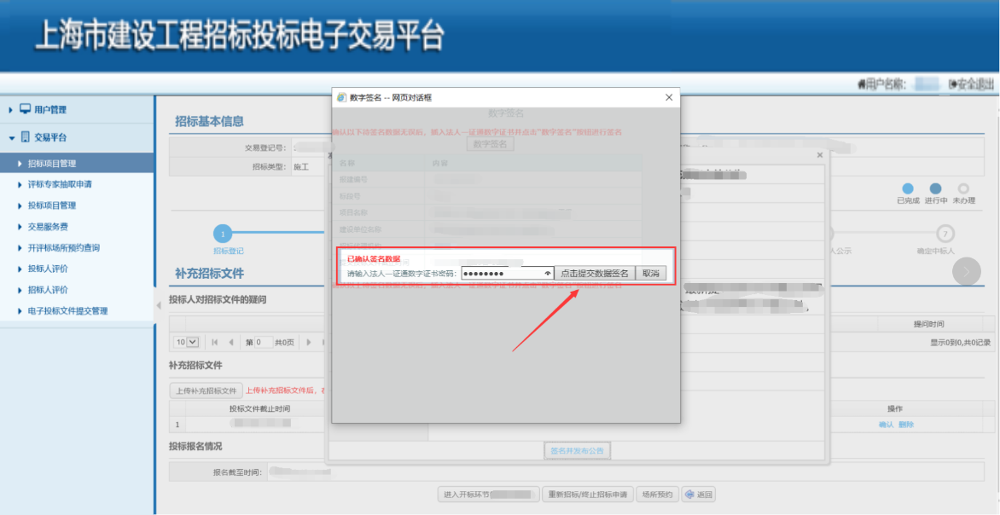 上海市建设工程招标投标电子交易平台
用户名称: 安全退出
用户管理
交易平台
招标项目管理
评标专家抽取申请
投标项目管理
交易服务费
开评标场所预约查询
投标人评价
招标人评价
电子投标文件提交管理
招标基本信息
交易登记号:
招标类型: 施工
已完成 进行中 未办理
1
招标登记
人公示
7
确定中标人
补充招标文件
投标人对招标文件的疑问
提问时间
10 第 0 共0页
显示0到0,共0记录
补充招标文件
上传补充招标文件 上传补充招标文件后,
投标文件截止时间 操作
1 确认 删除
投标报名情况
报名截至时间:
进入开标环节 重新招标/终止招标申请 场所预约 返回
数字签名 -- 网页对话框
数字签名
确认以下待签名数据无误后,输入法人一证通数字证书并点击"数字签名"按钮进行签名
数字签名
名称 内容
报建编号
标段号
项目名称
建设单位名称
已确认签名数据
请输入法人一证通数字证书密码: ●●●●●●●● 点击提交数据签名 取消
签名并发布公告